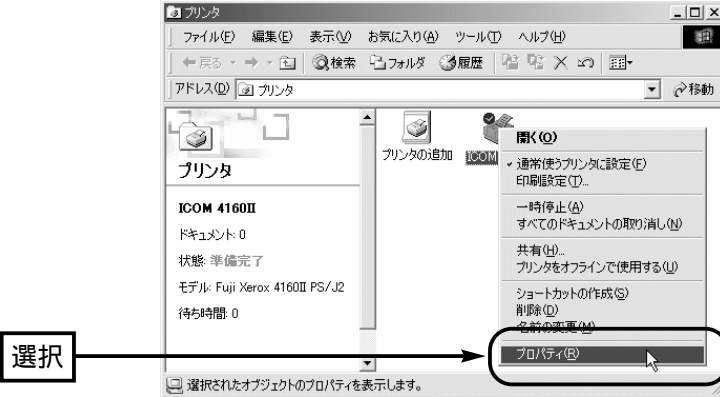 プリンタ
ファイル(F) 編集(E) 表示(V) お気に入り(A) ツール(T) ヘルプ(H)
戻る 検索 フォルダ 履歴
アドレス(D) プリンタ 移動
プリンタ
ICOM 4160II
ドキュメント: 0
状態: 準備完了
モデル: Fuji Xerox 4160II PS/J2
待ち時間: 0
プリンタの追加
ICOM
開く(O)
通常使うプリンタに設定(F)
印刷設定(T)...
一時停止(A)
すべてのドキュメントの取り消し(N)
共有(H)...
プリンタをオフラインで使用する(U)
ショートカットの作成(S)
削除(D)
名前の変更(M)
プロパティ(R)
選択
選択されたオブジェクトのプロパティを表示します。